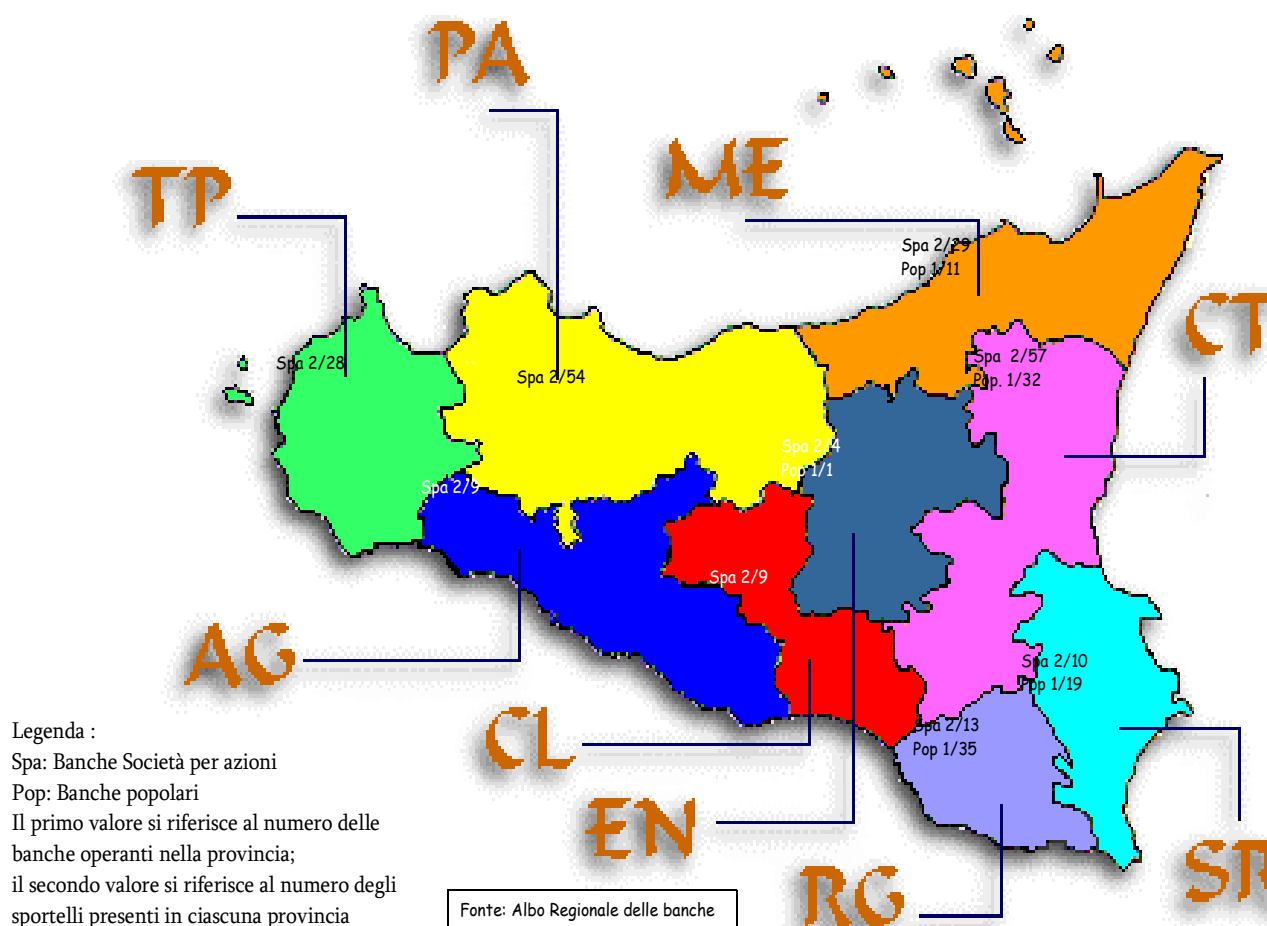 PA
ME
TP
Spa 2/29
Pop 1/11
CT
Spa 2/28
Spa 2/57
Pop. 1/32
Spa 2/54
Spa 2/4
Pop 1/1
Spa 2/9
Spa 2/9
AG
Spa 2/10
Pop 1/19
CL
Spa 2/13
Pop 1/35
EN
RG
SR
Legenda :
Spa: Banche Società per azioni
Pop: Banche popolari
Il primo valore si riferisce al numero delle
banche operanti nella provincia;
il secondo valore si riferisce al numero degli
sportelli presenti in ciascuna provincia
Fonte: Albo Regionale delle banche